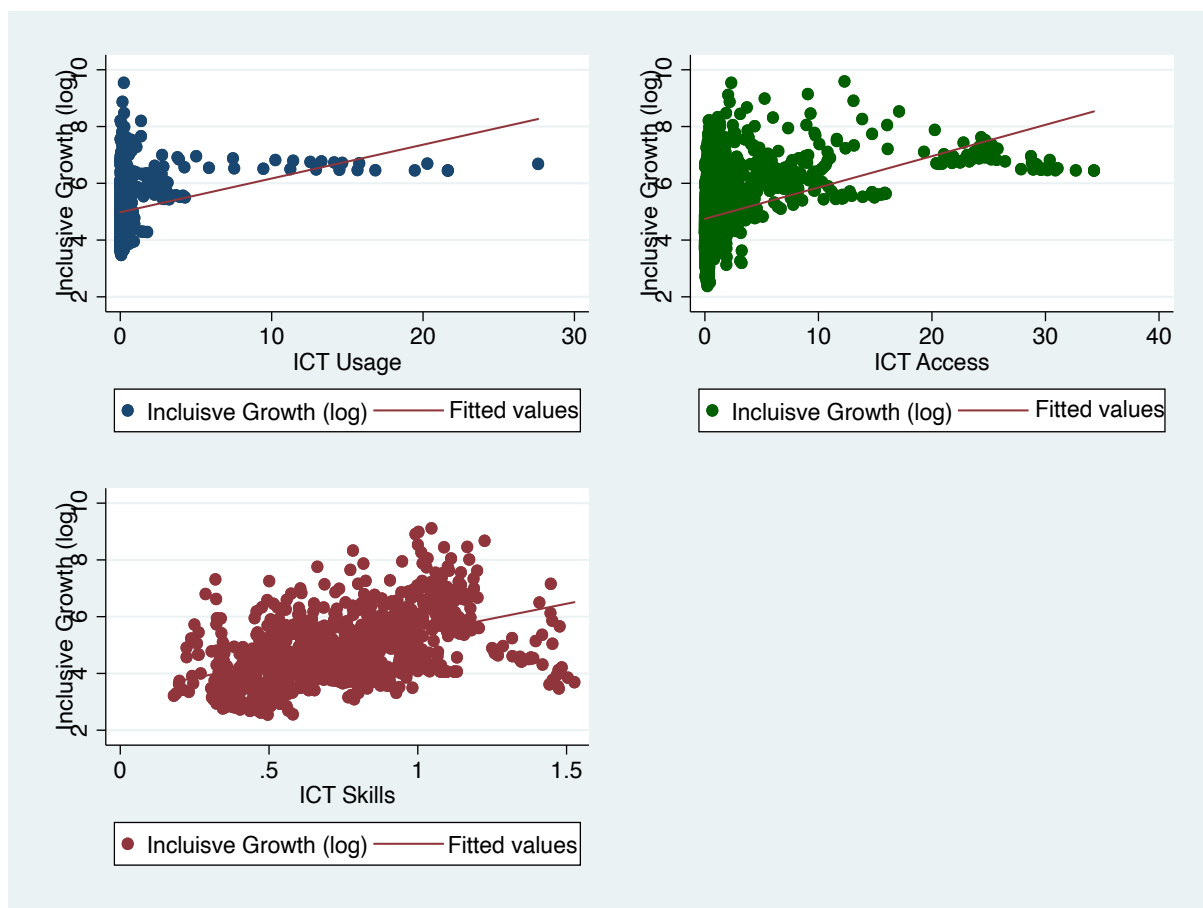 Inclusive Growth (log)
10
8
6
4
2
0 10 20 30
ICT Usage
Incluisve Growth (log) Fitted values
Inclusive Growth (log)
10
8
6
4
2
0 10 20 30 40
ICT Access
Incluisve Growth (log) Fitted values
Inclusive Growth (log)
10
8
6
4
2
0 .5 1 1.5
ICT Skills
Incluisve Growth (log) Fitted values